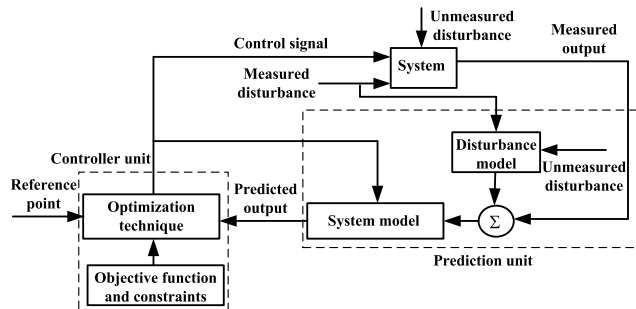 Unmeasured
disturbance
Measured
output
Control signal
System
Measured
disturbance
Disturbance
model
Unmeasured
disturbance
Controller unit
Reference
point
Optimization
technique
Predicted
output
System model
Σ
Objective function
and constraints
Prediction unit